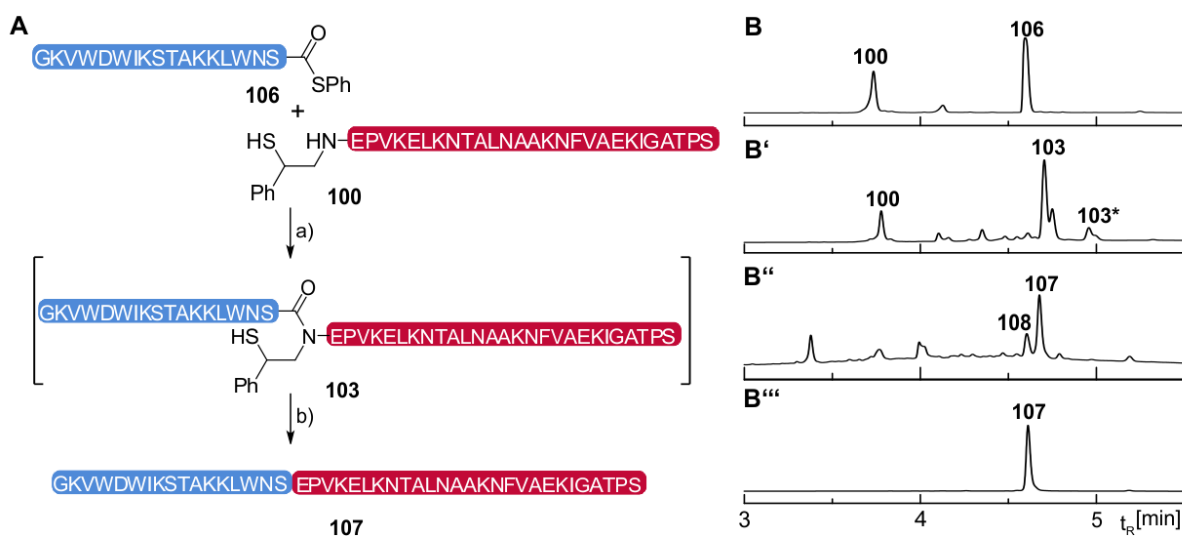 A
GKVWDWIKSTAKKLWNS
O
SPh
106
+
HS
HN
EPVKELKNTALNAAKNFVAEKIGATPS
Ph
100
a)
O
GKVWDWIKSTAKKLWNS
HS
N
EPVKELKNTALNAAKNFVAEKIGATPS
Ph
103
b)
GKVWDWIKSTAKKLWNS EPVKELKNTALNAAKNFVAEKIGATPS
107
B
100
106
B‘
100
103
103*
B‘‘
108
107
B‘‘‘
107
3 4 5
tR[min]